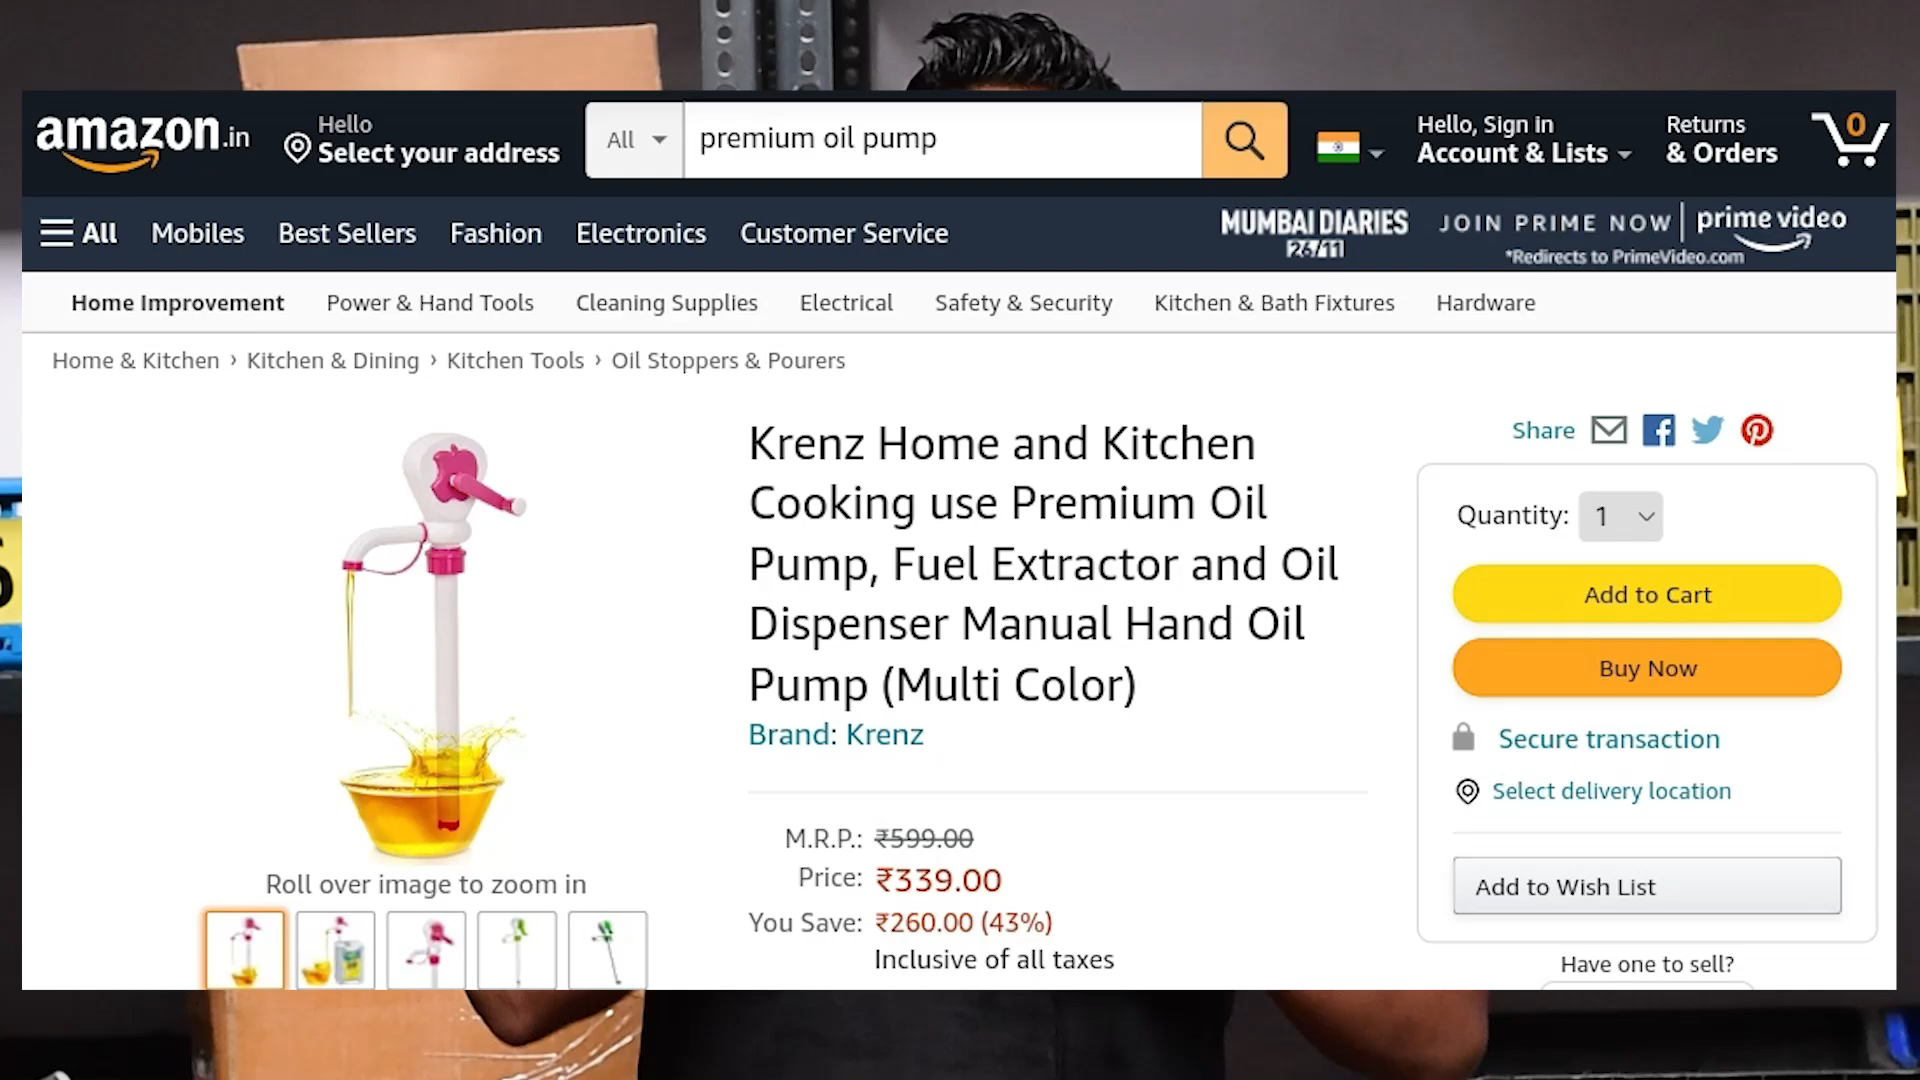 amazon.in
Hello
Select your address
All
premium oil pump
Hello, Sign in
Account & Lists
Returns
& Orders
0
All
Mobiles
Best Sellers
Fashion
Electronics
Customer Service
MUMBAI DIARIES
26/11
JOIN PRIME NOW
prime video
*Redirects to PrimeVideo.com
Home Improvement
Power & Hand Tools
Cleaning Supplies
Electrical
Safety & Security
Kitchen & Bath Fixtures
Hardware
Home & Kitchen › Kitchen & Dining › Kitchen Tools › Oil Stoppers & Pourers
Krenz Home and Kitchen
Cooking use Premium Oil
Pump, Fuel Extractor and Oil
Dispenser Manual Hand Oil
Pump (Multi Color)
Brand: Krenz
M.R.P.: ₹599.00
Price: ₹339.00
You Save: ₹260.00 (43%)
Inclusive of all taxes
Roll over image to zoom in
Share
Quantity: 1
Add to Cart
Buy Now
Secure transaction
Select delivery location
Add to Wish List
Have one to sell?